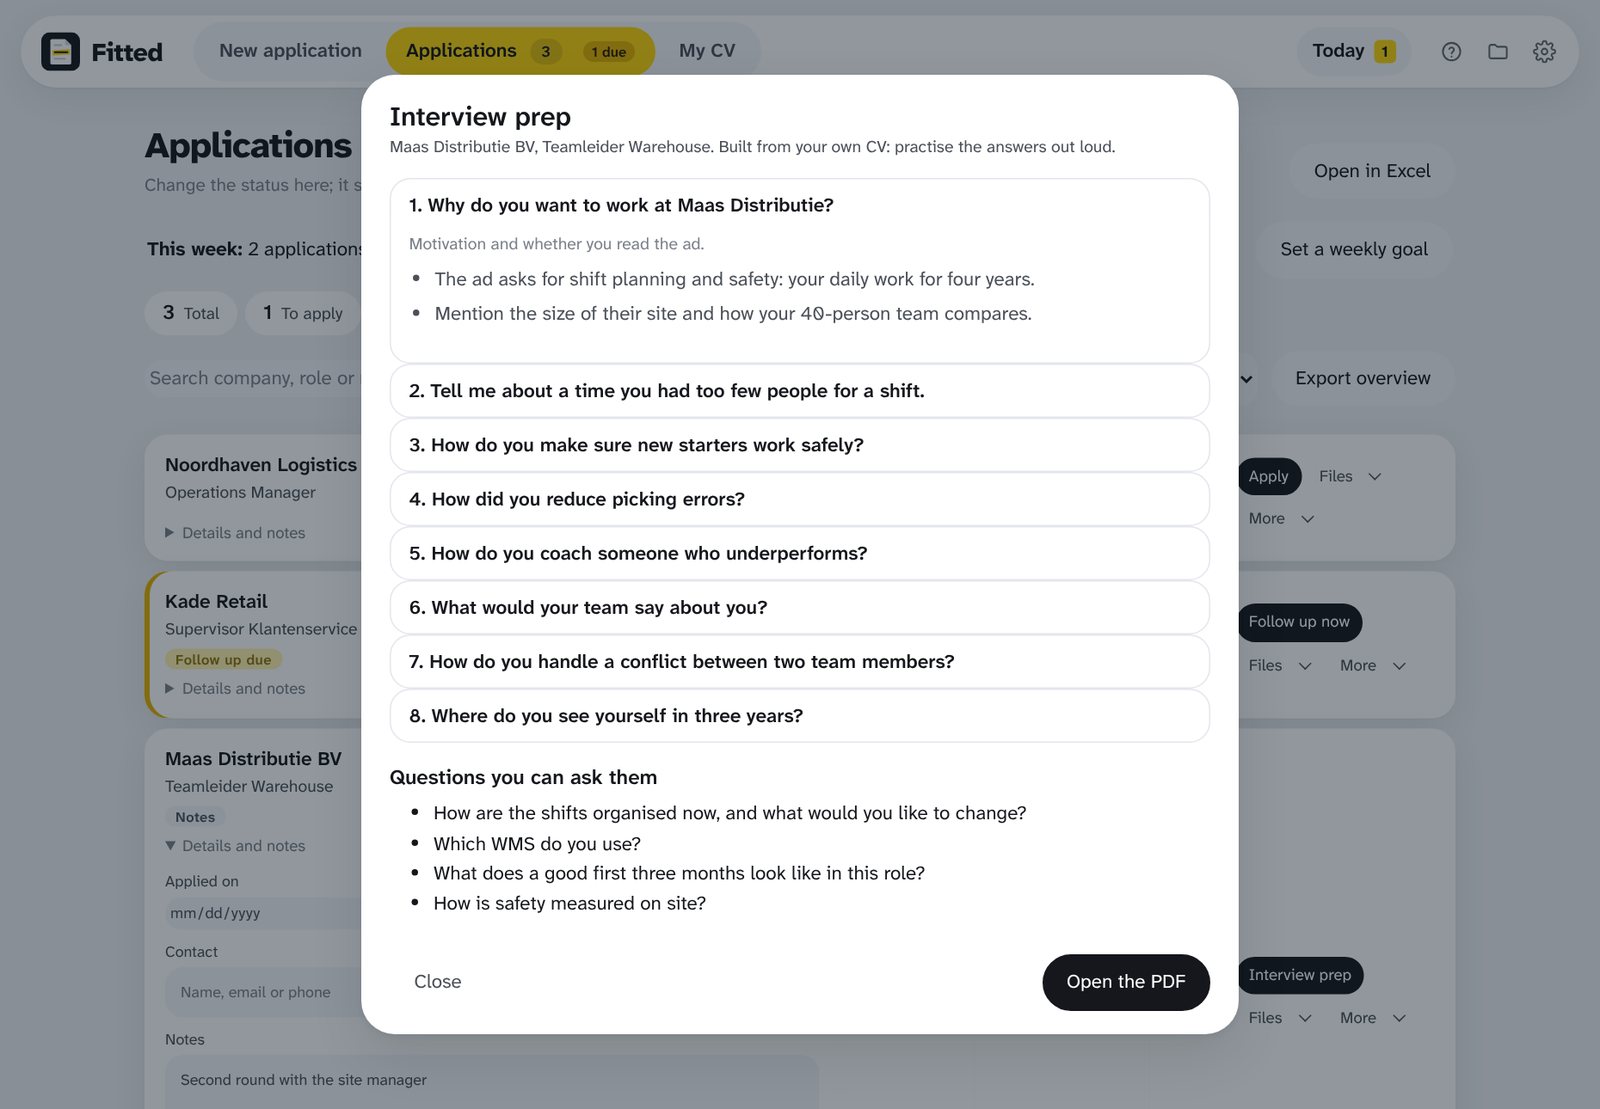 Fitted
New application
Applications 3 1 due
My CV
Today 1
Applications
Change the status here; it s
Open in Excel
This week: 2 applications
Set a weekly goal
3 Total
1 To apply
Search company, role or
Export overview
Noordhaven Logistics
Operations Manager
Details and notes
Apply
Files
More
Kade Retail
Supervisor Klantenservice
Follow up due
Details and notes
Follow up now
Files
More
Maas Distributie BV
Teamleider Warehouse
Notes
Details and notes
Applied on
mm/dd/yyyy
Contact
Name, email or phone
Notes
Second round with the site manager
Interview prep
Files
More
Interview prep
Maas Distributie BV, Teamleider Warehouse. Built from your own CV: practise the answers out loud.
1. Why do you want to work at Maas Distributie?
Motivation and whether you read the ad.
• The ad asks for shift planning and safety: your daily work for four years.
• Mention the size of their site and how your 40-person team compares.
2. Tell me about a time you had too few people for a shift.
3. How do you make sure new starters work safely?
4. How did you reduce picking errors?
5. How do you coach someone who underperforms?
6. What would your team say about you?
7. How do you handle a conflict between two team members?
8. Where do you see yourself in three years?
Questions you can ask them
• How are the shifts organised now, and what would you like to change?
• Which WMS do you use?
• What does a good first three months look like in this role?
• How is safety measured on site?
Close
Open the PDF